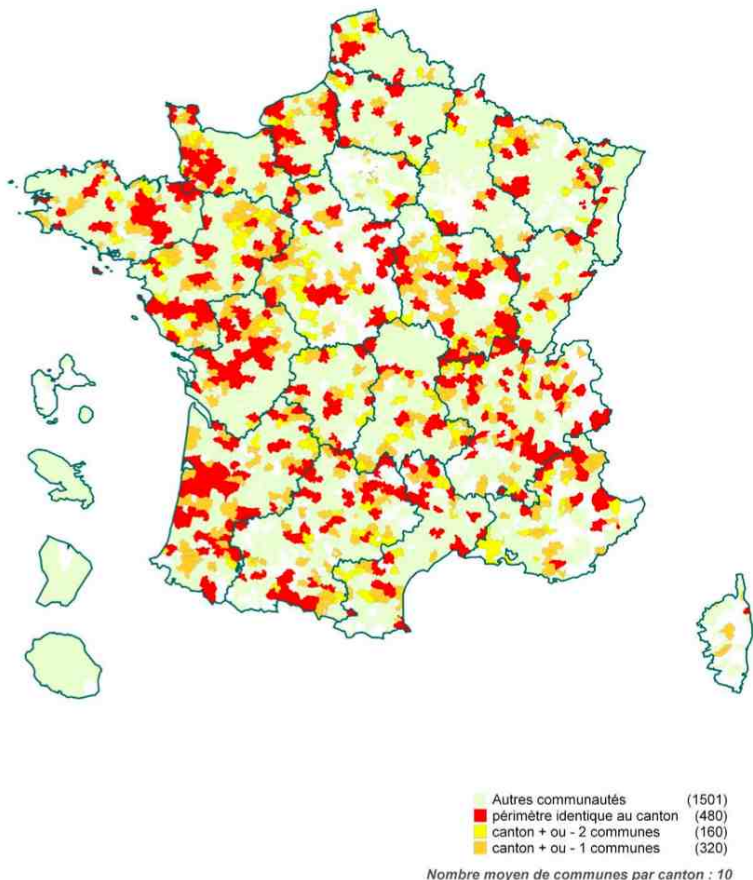 Autres communautés (1501)
périmètre identique au canton (480)
canton + ou - 2 communes (160)
canton + ou - 1 communes (320)
Nombre moyen de communes par canton : 10